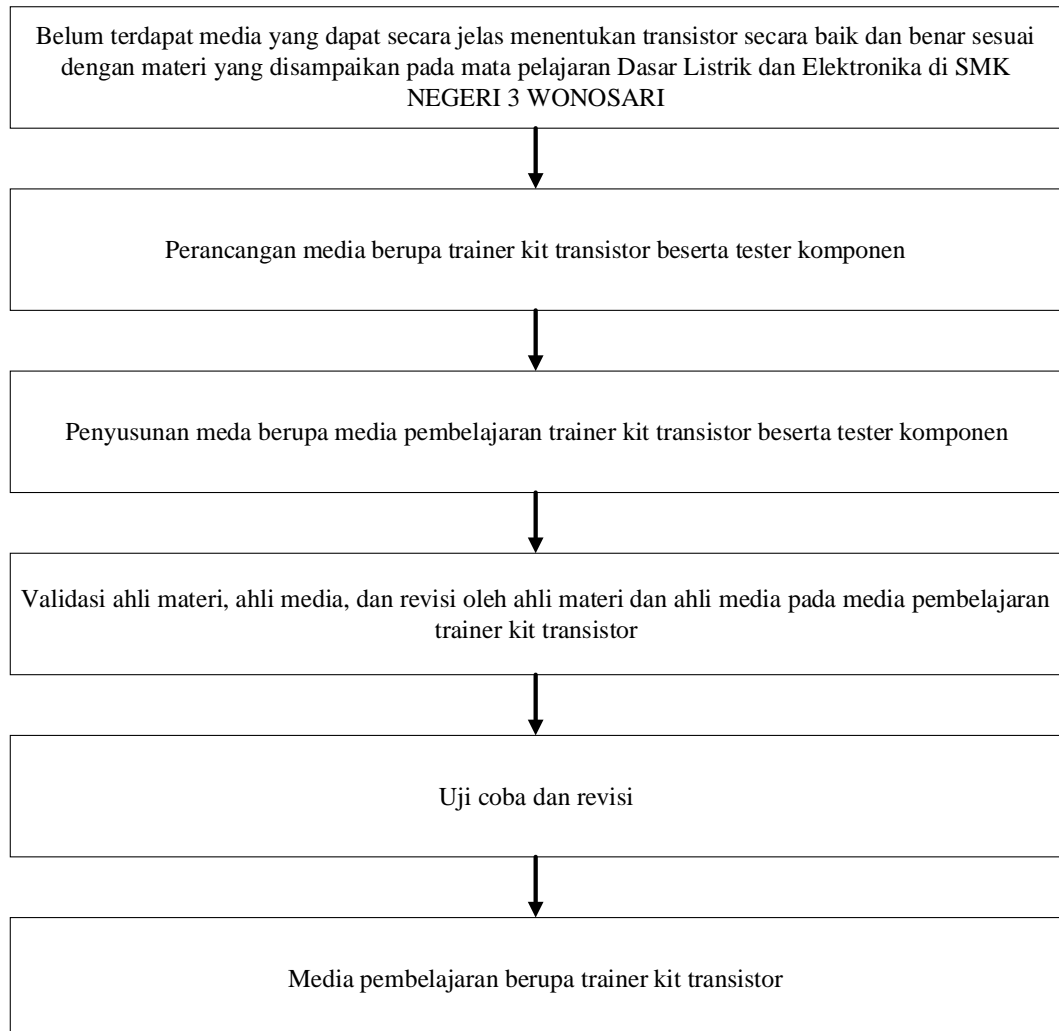 Belum terdapat media yang dapat secara jelas menentukan transistor secara baik dan benar sesuai
dengan materi yang disampaikan pada mata pelajaran Dasar Listrik dan Elektronika di SMK
NEGERI 3 WONOSARI
Perancangan media berupa trainer kit transistor beserta tester komponen
Penyusunan meda berupa media pembelajaran trainer kit transistor beserta tester komponen
Validasi ahli materi, ahli media, dan revisi oleh ahli materi dan ahli media pada media pembelajaran
trainer kit transistor
Uji coba dan revisi
Media pembelajaran berupa trainer kit transistor